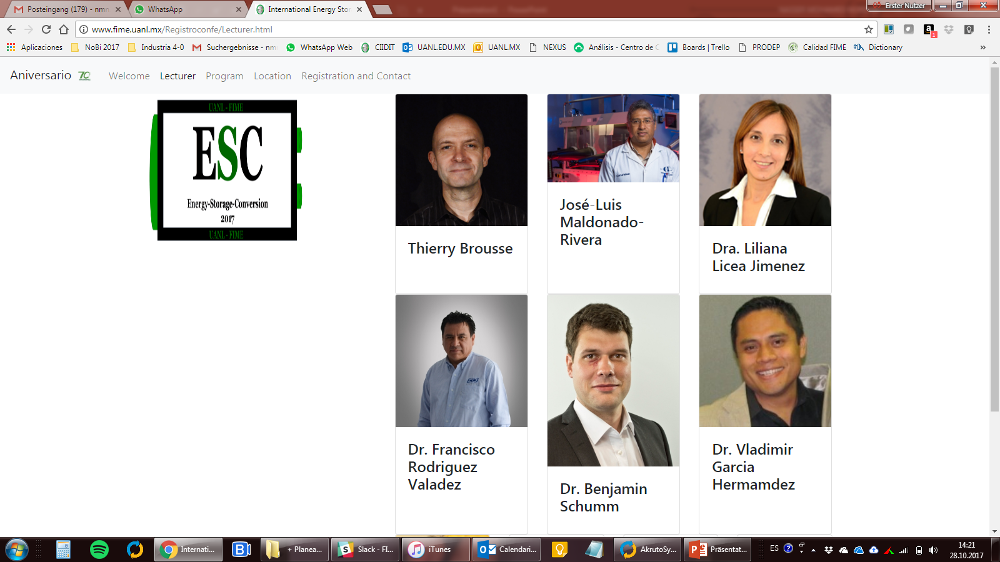 Posteingang (179) - nmn
WhatsApp
International Energy Stor
Erster Nutzer
www.fime.uanl.mx/Registroconfe/Lecturer.html
1
Aplicaciones
NoBi 2017
Industria 4-0
Suchergebnisse - nmn
WhatsApp Web
CIIDIT
UANL.EDU.MX
UANL.MX
NEXUS
Análisis - Centro de C
Boards | Trello
PRODEP
Calidad FIME
Dictionary
»
Aniversario
Welcome
Lecturer
Program
Location
Registration and Contact
UANL - FIME
ESC
Energy-Storage-Conversion
2017
UANL - FIME
Thierry Brousse
José-Luis
Maldonado-
Rivera
Dra. Liliana
Licea Jimenez
Dr. Francisco
Rodriguez
Valadez
Dr. Benjamin
Schumm
Dr. Vladimir
Garcia
Hermamdez
Internati...
+ Planea...
Slack - FI...
iTunes
Calendari...
AkrutoSy...
Präsentat...
ES
14:21
28.10.2017